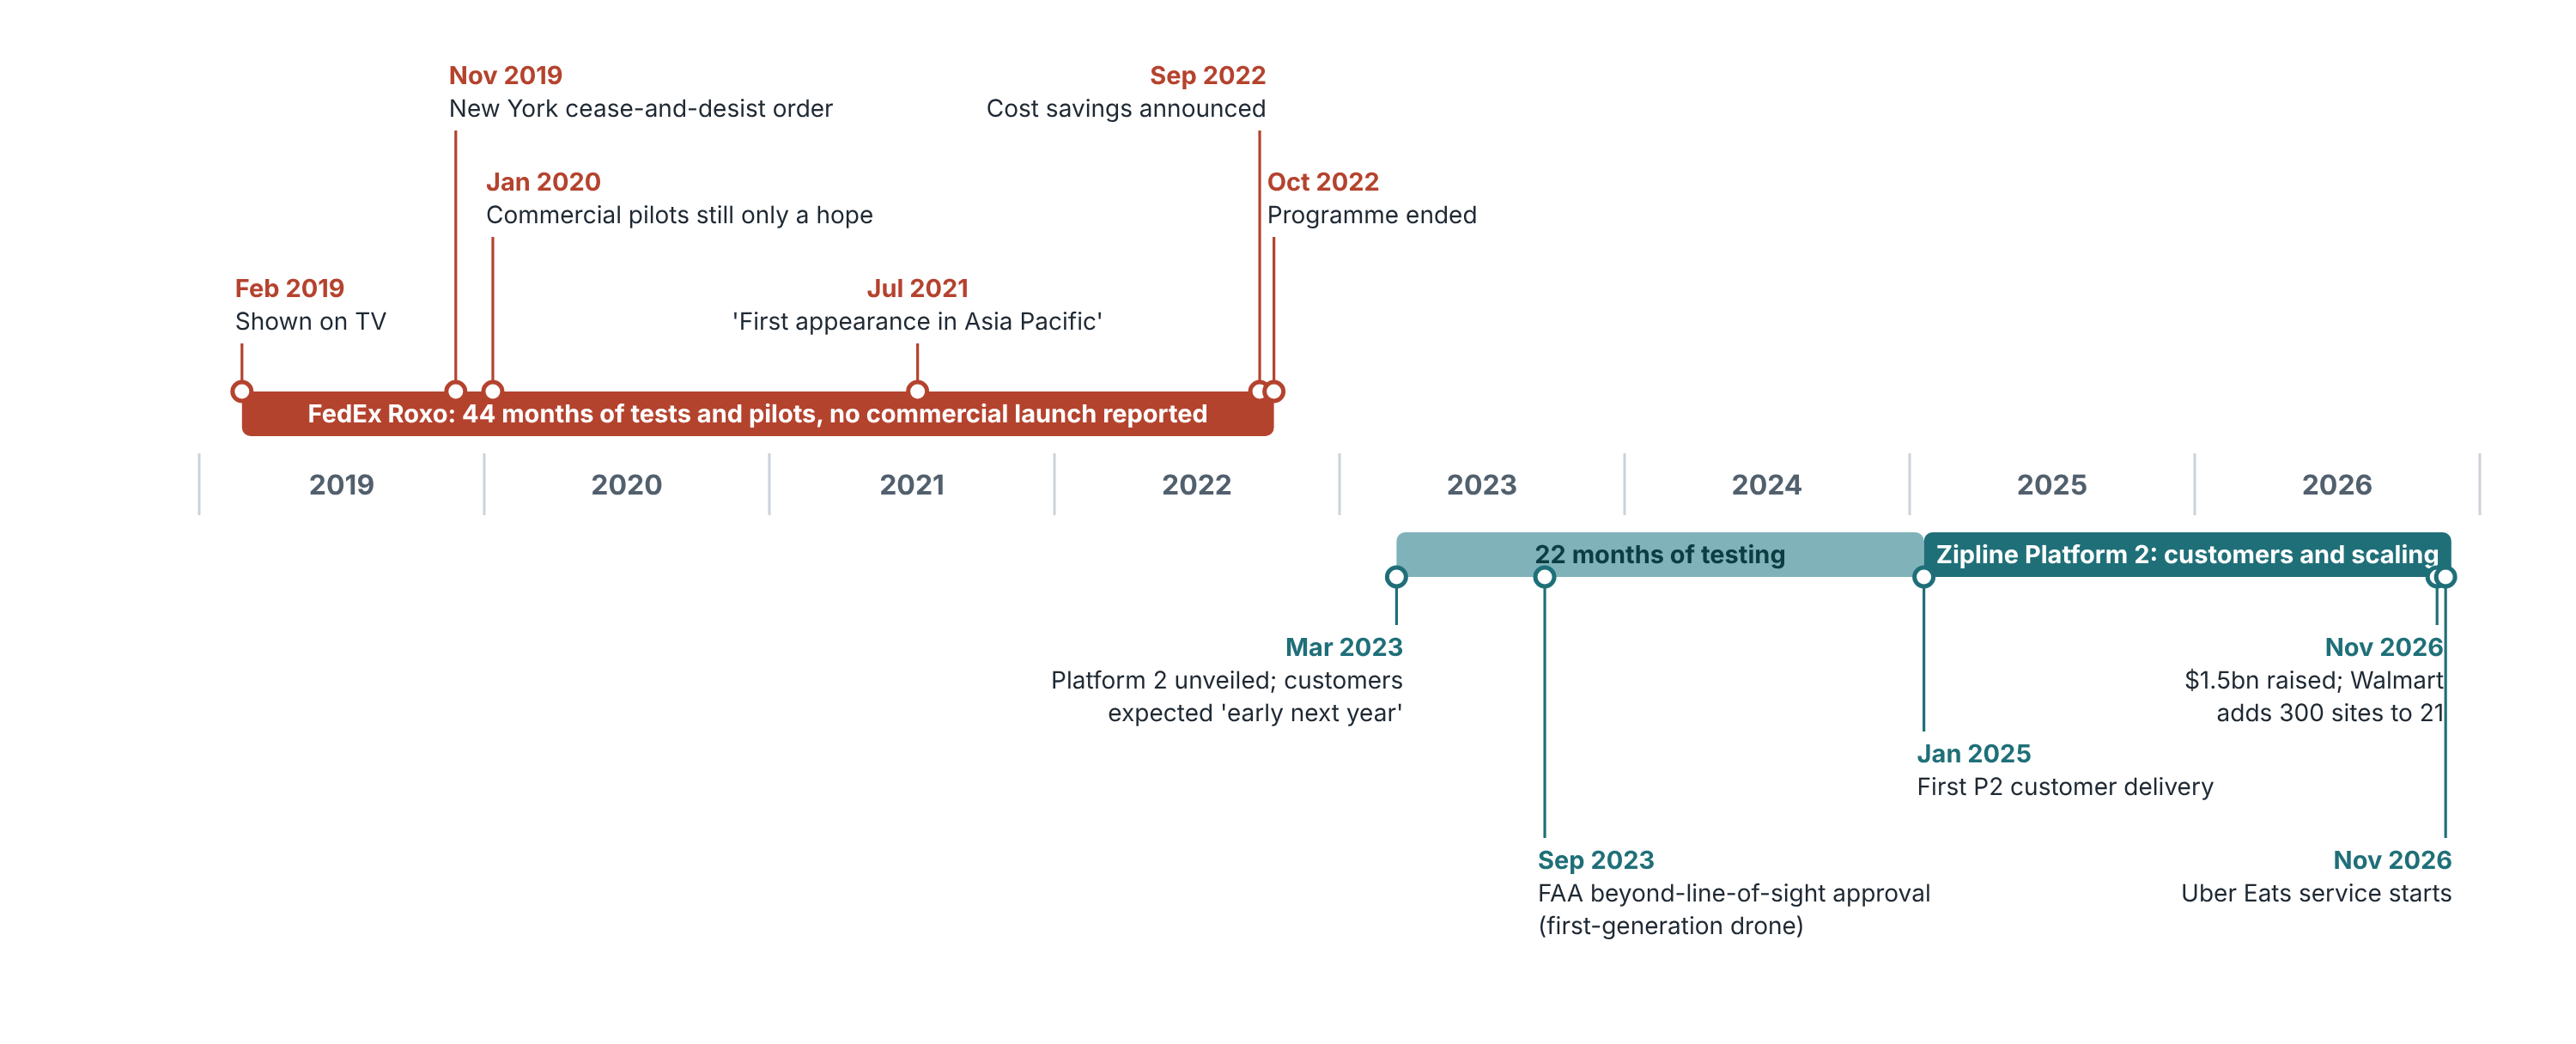 Nov 2019
New York cease-and-desist order
Sep 2022
Cost savings announced
Jan 2020
Commercial pilots still only a hope
Oct 2022
Programme ended
Feb 2019
Shown on TV
Jul 2021
'First appearance in Asia Pacific'
FedEx Roxo: 44 months of tests and pilots, no commercial launch reported
2019
2020
2021
2022
2023
2024
2025
2026
22 months of testing
Zipline Platform 2: customers and scaling
Mar 2023
Platform 2 unveiled; customers
expected 'early next year'
Nov 2026
$1.5bn raised; Walmart
adds 300 sites to 21
Jan 2025
First P2 customer delivery
Sep 2023
FAA beyond-line-of-sight approval
(first-generation drone)
Nov 2026
Uber Eats service starts